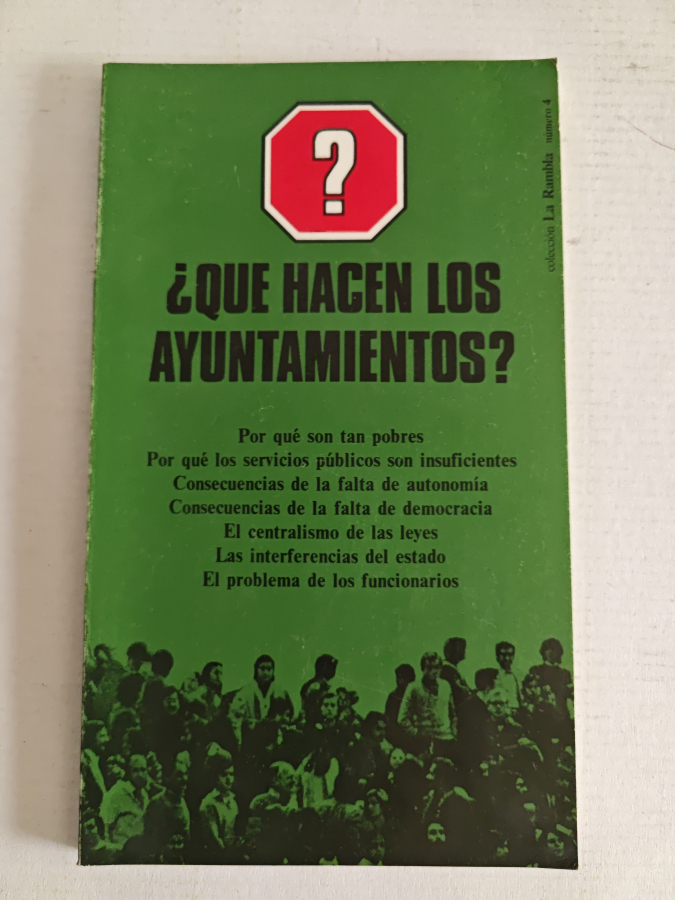 ?
colección La Rambla número 4
¿QUE HACEN LOS
AYUNTAMIENTOS?
Por qué son tan pobres
Por qué los servicios públicos son insuficientes
Consecuencias de la falta de autonomía
Consecuencias de la falta de democracia
El centralismo de las leyes
Las interferencias del estado
El problema de los funcionarios